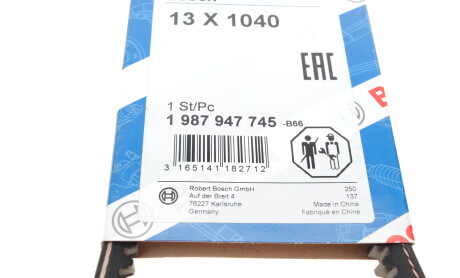 13 X 1040
EAC
1 St/Pc
1 987 947 745 -B66
3 165141 182712
Robert Bosch GmbH
Auf der Breit 4
76227 Karlsruhe
Germany
250
137
Made in China
Fabriqué en Chine